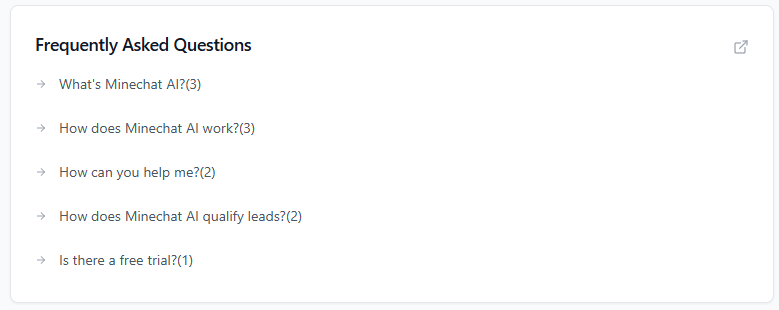 Frequently Asked Questions
What's Minechat AI?(3)
How does Minechat AI work?(3)
How can you help me?(2)
How does Minechat AI qualify leads?(2)
Is there a free trial?(1)